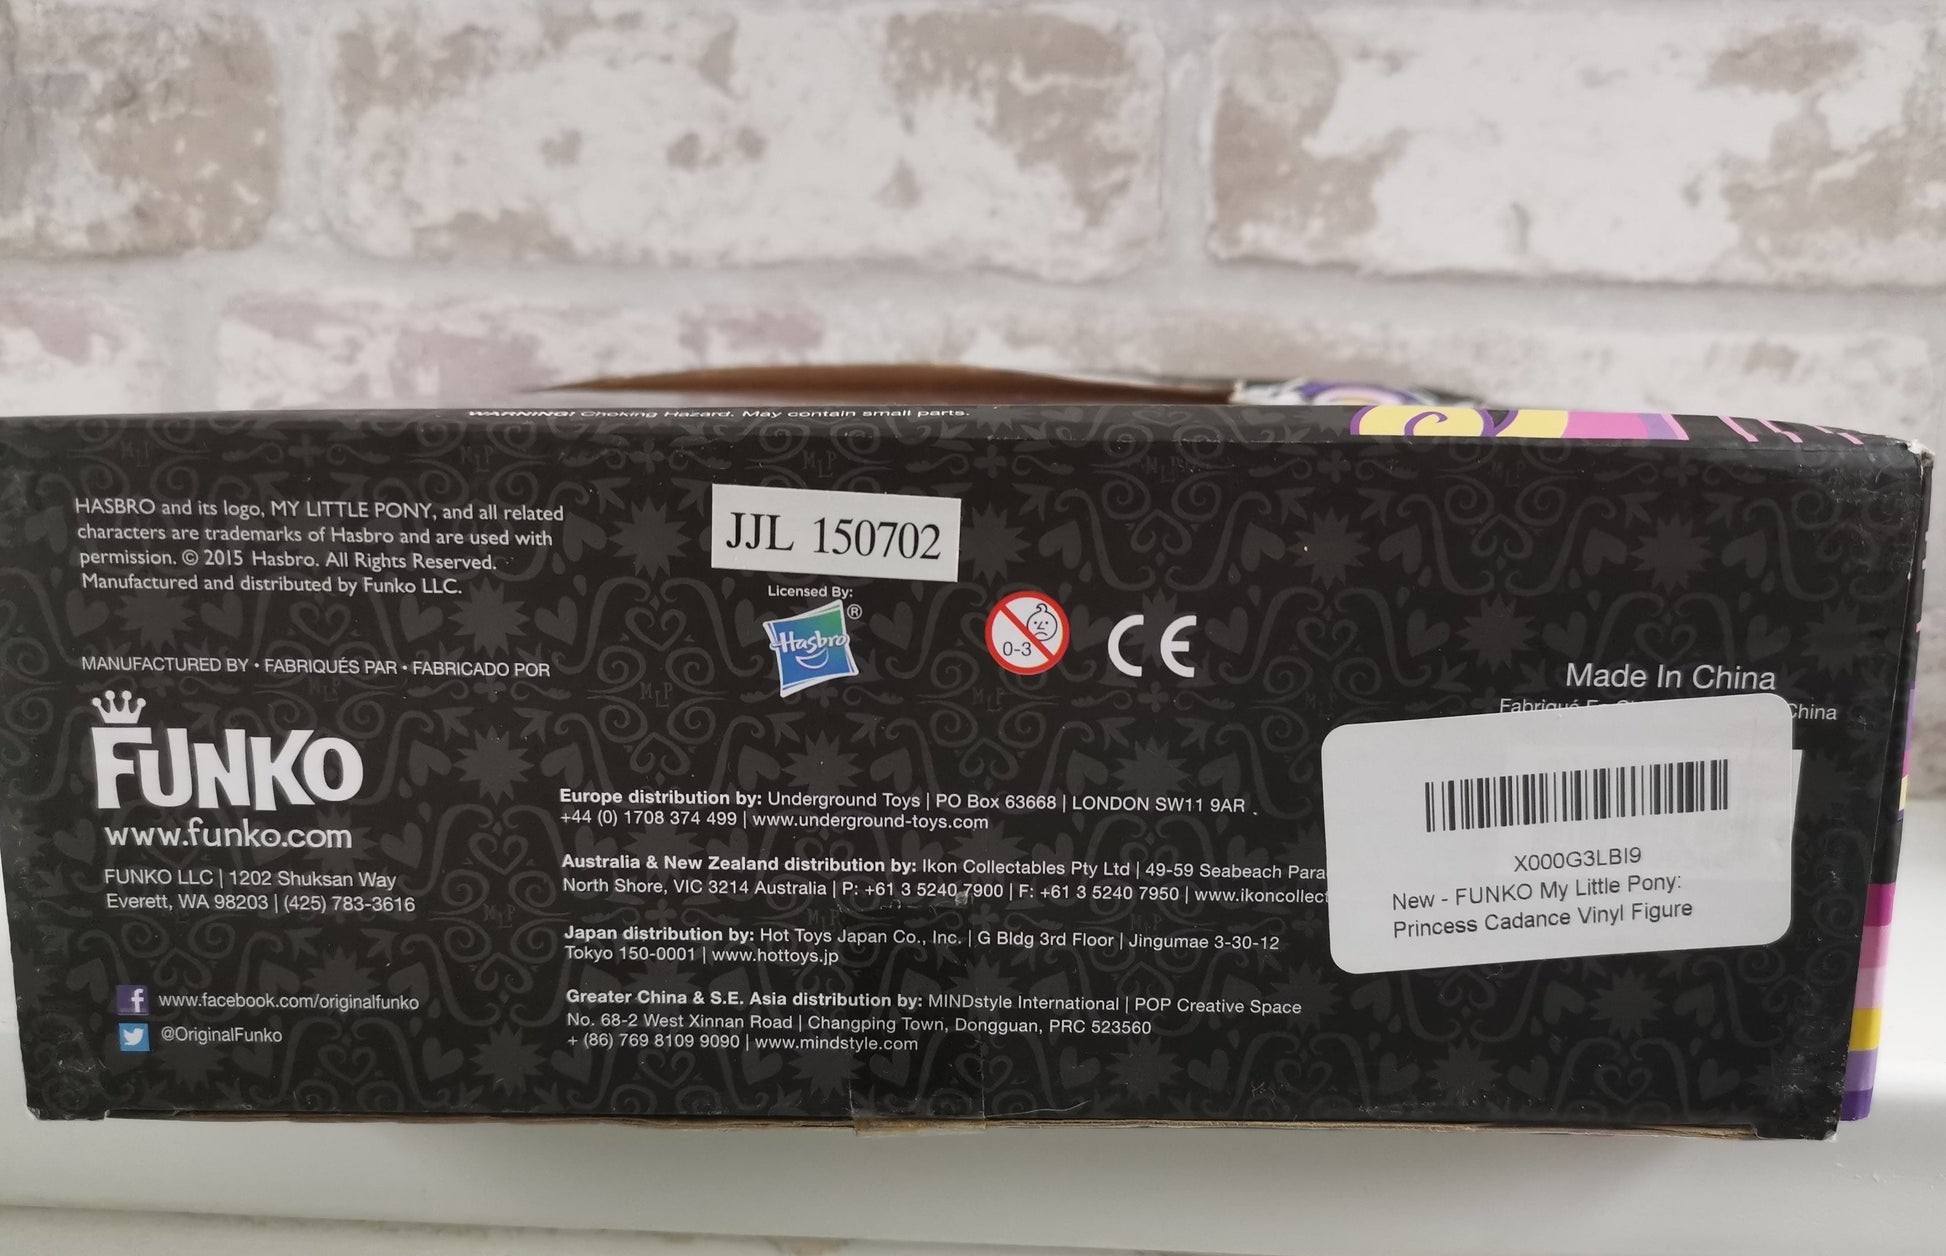 WARNING! Choking Hazard. May contain small parts.
HASBRO and its logo, MY LITTLE PONY, and all related
characters are trademarks of Hasbro and are used with
permission. © 2015 Hasbro. All Rights Reserved.
Manufactured and distributed by Funko LLC.
JJL 150702
Licensed By:
Hasbro ®
0-3
CE
MANUFACTURED BY • FABRIQUÉS PAR • FABRICADO POR
FUNKO
www.funko.com
FUNKO LLC | 1202 Shuksan Way
Everett, WA 98203 | (425) 783-3616
www.facebook.com/originalfunko
@OriginalFunko
Europe distribution by: Underground Toys | PO Box 63668 | LONDON SW11 9AR
+44 (0) 1708 374 499 | www.underground-toys.com
Australia & New Zealand distribution by: Ikon Collectables Pty Ltd | 49-59 Seabeach Para
North Shore, VIC 3214 Australia | P: +61 3 5240 7900 | F: +61 3 5240 7950 | www.ikoncollect
Japan distribution by: Hot Toys Japan Co., Inc. | G Bldg 3rd Floor | Jingumae 3-30-12
Tokyo 150-0001 | www.hottoys.jp
Greater China & S.E. Asia distribution by: MINDstyle International | POP Creative Space
No. 68-2 West Xinnan Road | Changping Town, Dongguan, PRC 523560
+ (86) 769 8109 9090 | www.mindstyle.com
Made In China
Fabriqué China
X000G3LBI9
New - FUNKO My Little Pony:
Princess Cadance Vinyl Figure